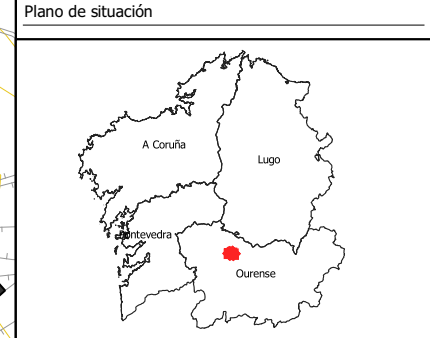 Plano de situación
A Coruña
Lugo
Pontevedra
Ourense